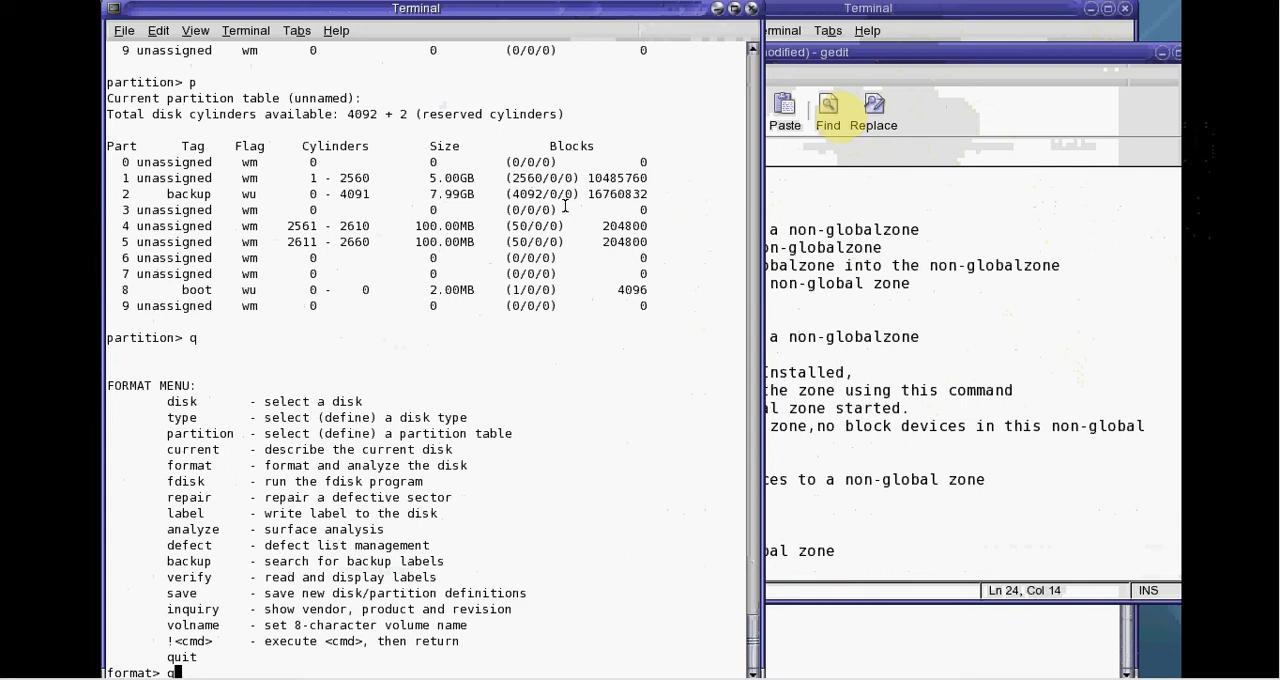 Terminal
File Edit View Terminal Tabs Help
9 unassigned wm 0 0 (0/0/0) 0
partition> p
Current partition table (unnamed):
Total disk cylinders available: 4092 + 2 (reserved cylinders)
Part Tag Flag Cylinders Size Blocks
0 unassigned wm 0 0 (0/0/0) 0
1 unassigned wm 1 - 2560 5.00GB (2560/0/0) 10485760
2 backup wu 0 - 4091 7.99GB (4092/0/0) 16760832
3 unassigned wm 0 0 (0/0/0) 0
4 unassigned wm 2561 - 2610 100.00MB (50/0/0) 204800
5 unassigned wm 2611 - 2660 100.00MB (50/0/0) 204800
6 unassigned wm 0 0 (0/0/0) 0
7 unassigned wm 0 0 (0/0/0) 0
8 boot wu 0 - 0 2.00MB (1/0/0) 4096
9 unassigned wm 0 0 (0/0/0) 0
partition> q
FORMAT MENU:
disk - select a disk
type - select (define) a disk type
partition - select (define) a partition table
current - describe the current disk
format - format and analyze the disk
fdisk - run the fdisk program
repair - repair a defective sector
label - write label to the disk
analyze - surface analysis
defect - defect list management
backup - search for backup labels
verify - read and display labels
save - save new disk/partition definitions
inquiry - show vendor, product and revision
volname - set 8-character volume name
!<cmd> - execute <cmd>, then return
quit
format> q
Terminal
rminal Tabs Help
nodified) - gedit
Paste Find Replace
a non-globalzone
on-globalzone
obalzone into the non-globalzone
non-global zone
a non-globalzone
installed,
the zone using this command
al zone started.
zone,no block devices in this non-global
ces to a non-global zone
bal zone
Ln 24, Col 14 INS